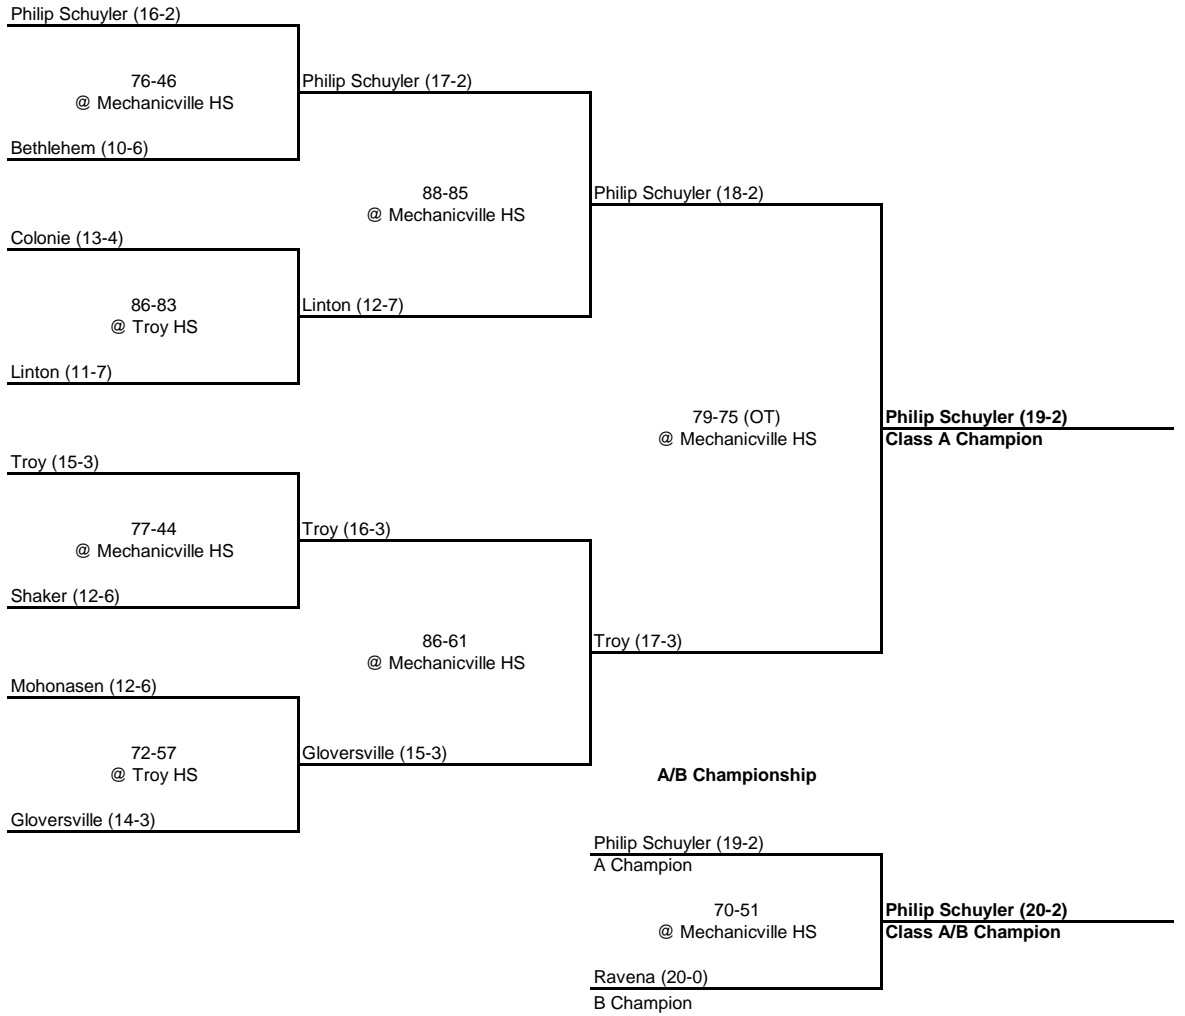 Philip Schuyler (16-2)
76-46
@ Mechanicville HS
Philip Schuyler (17-2)
Bethlehem (10-6)
88-85
@ Mechanicville HS
Philip Schuyler (18-2)
Colonie (13-4)
86-83
@ Troy HS
Linton (12-7)
Linton (11-7)
79-75 (OT)
@ Mechanicville HS
Philip Schuyler (19-2)
Class A Champion
Troy (15-3)
77-44
@ Mechanicville HS
Troy (16-3)
Shaker (12-6)
86-61
@ Mechanicville HS
Troy (17-3)
Mohonasen (12-6)
72-57
@ Troy HS
Gloversville (15-3)
Gloversville (14-3)
A/B Championship
Philip Schuyler (19-2)
A Champion
70-51
@ Mechanicville HS
Philip Schuyler (20-2)
Class A/B Champion
Ravena (20-0)
B Champion